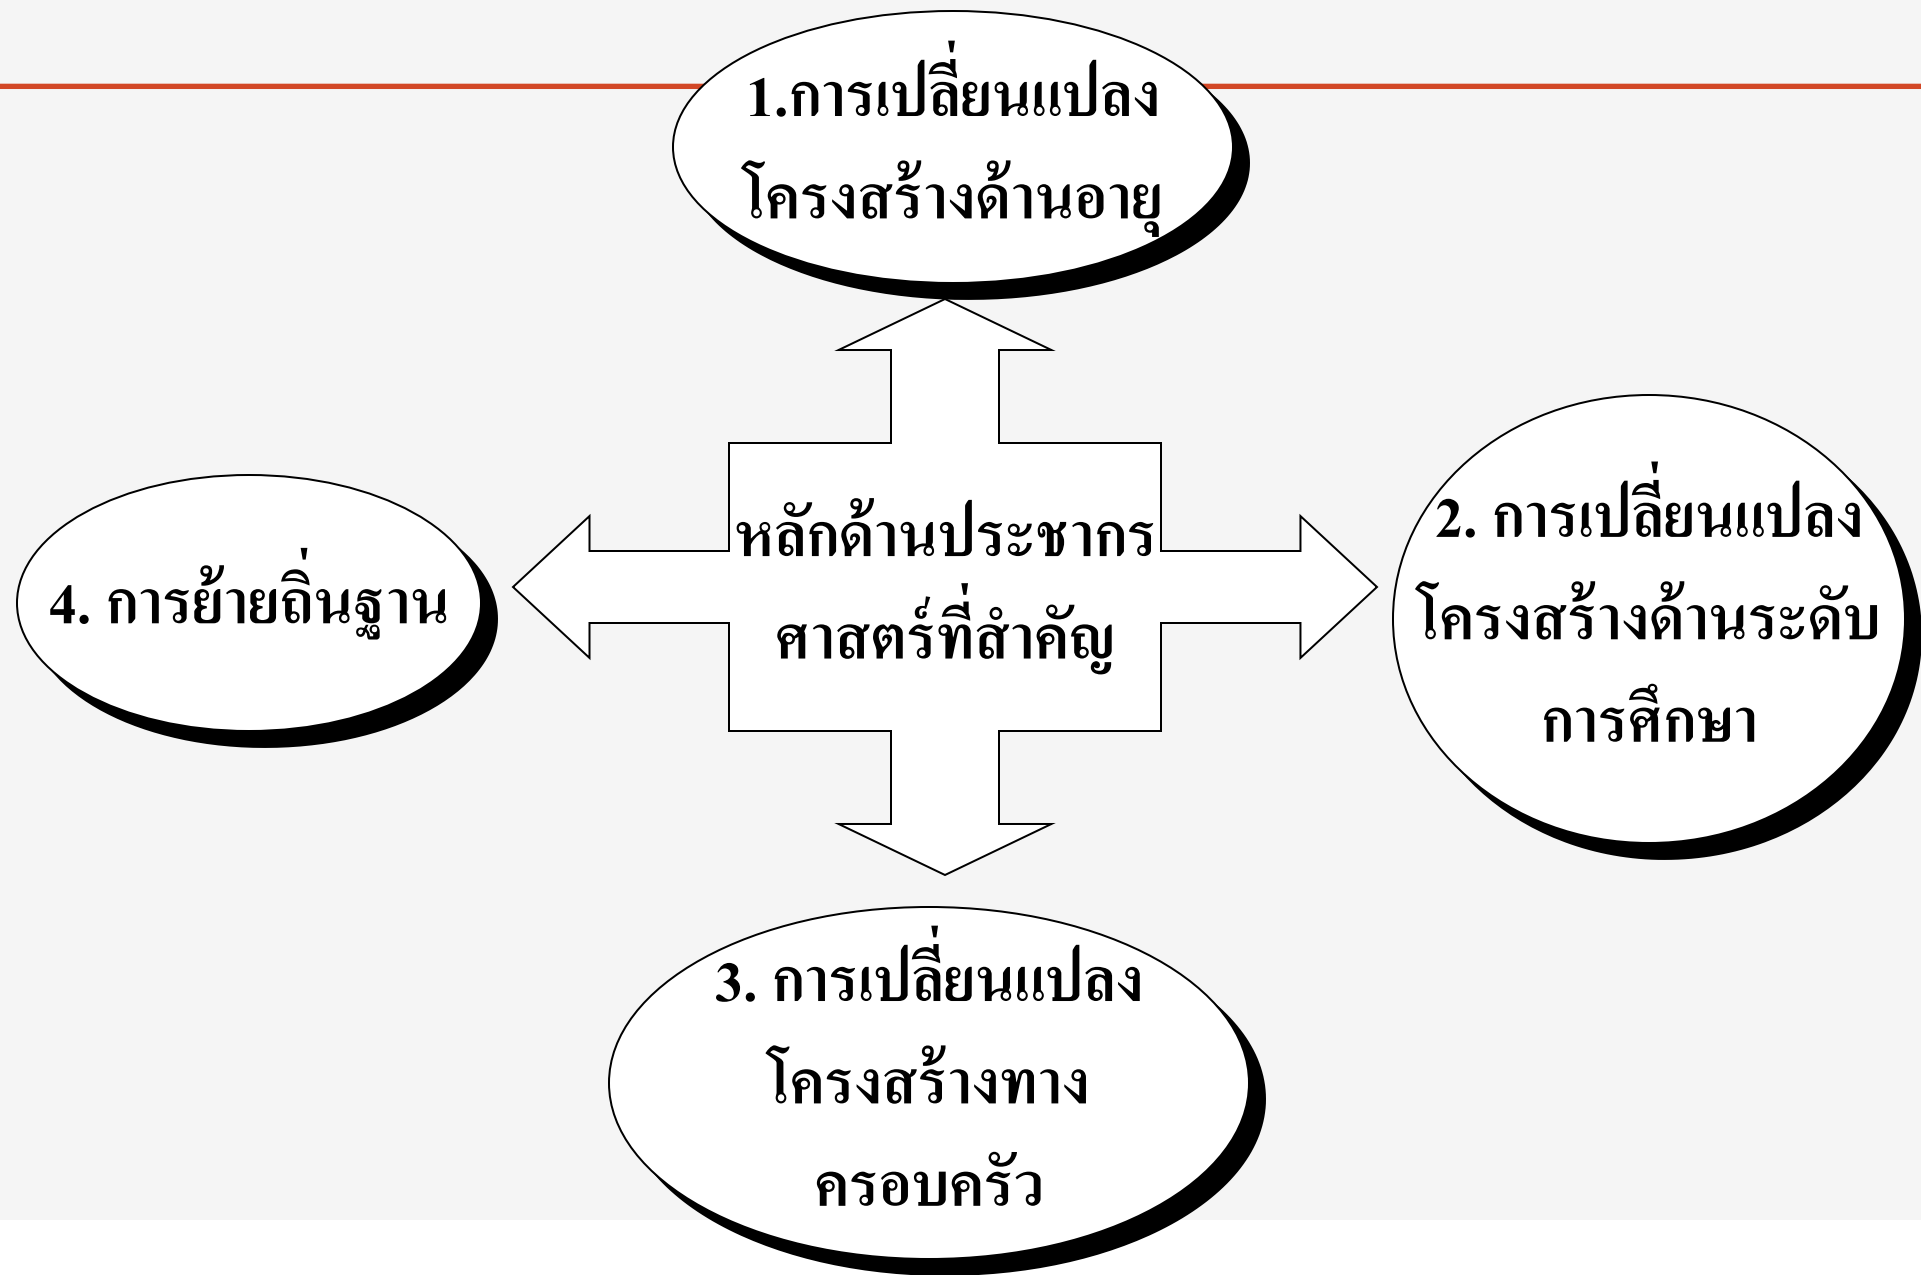 1.การเปลี่ยนแปลง
โครงสร้างด้านอายุ
หลักด้านประชากร
ศาสตร์ที่สำคัญ
2. การเปลี่ยนแปลง
โครงสร้างด้านระดับ
การศึกษา
3. การเปลี่ยนแปลง
โครงสร้างทาง
ครอบครัว
4. การย้ายถิ่นฐาน